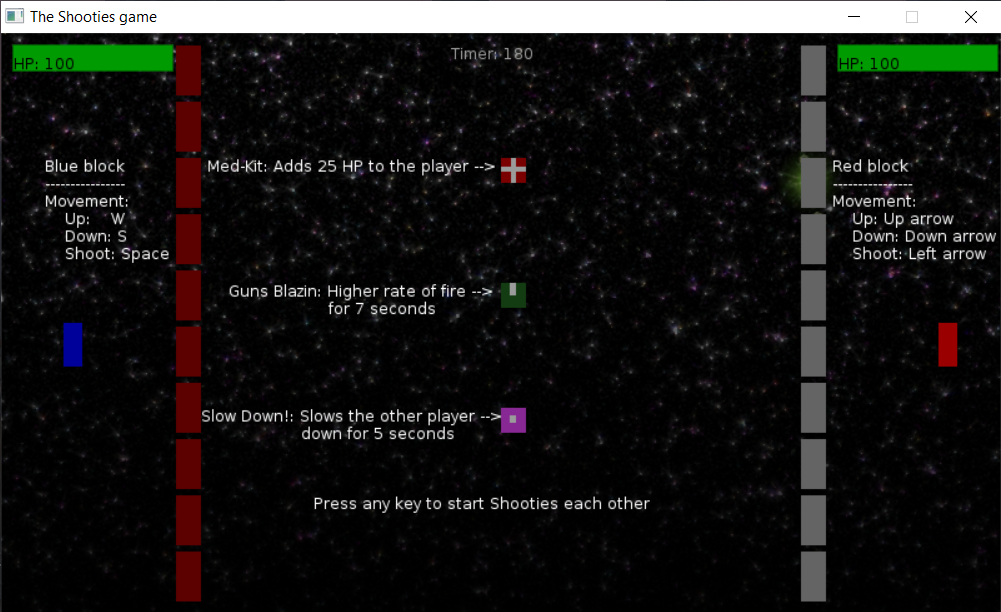 The Shooties game
Timer: 180
HP: 100
HP: 100
Blue block
----------------
Movement:
Up: W
Down: S
Shoot: Space
Med-Kit: Adds 25 HP to the player -->
Guns Blazin: Higher rate of fire -->
for 7 seconds
Slow Down!: Slows the other player -->
down for 5 seconds
Press any key to start Shooties each other
Red block
----------------
Movement:
Up: Up arrow
Down: Down arrow
Shoot: Left arrow